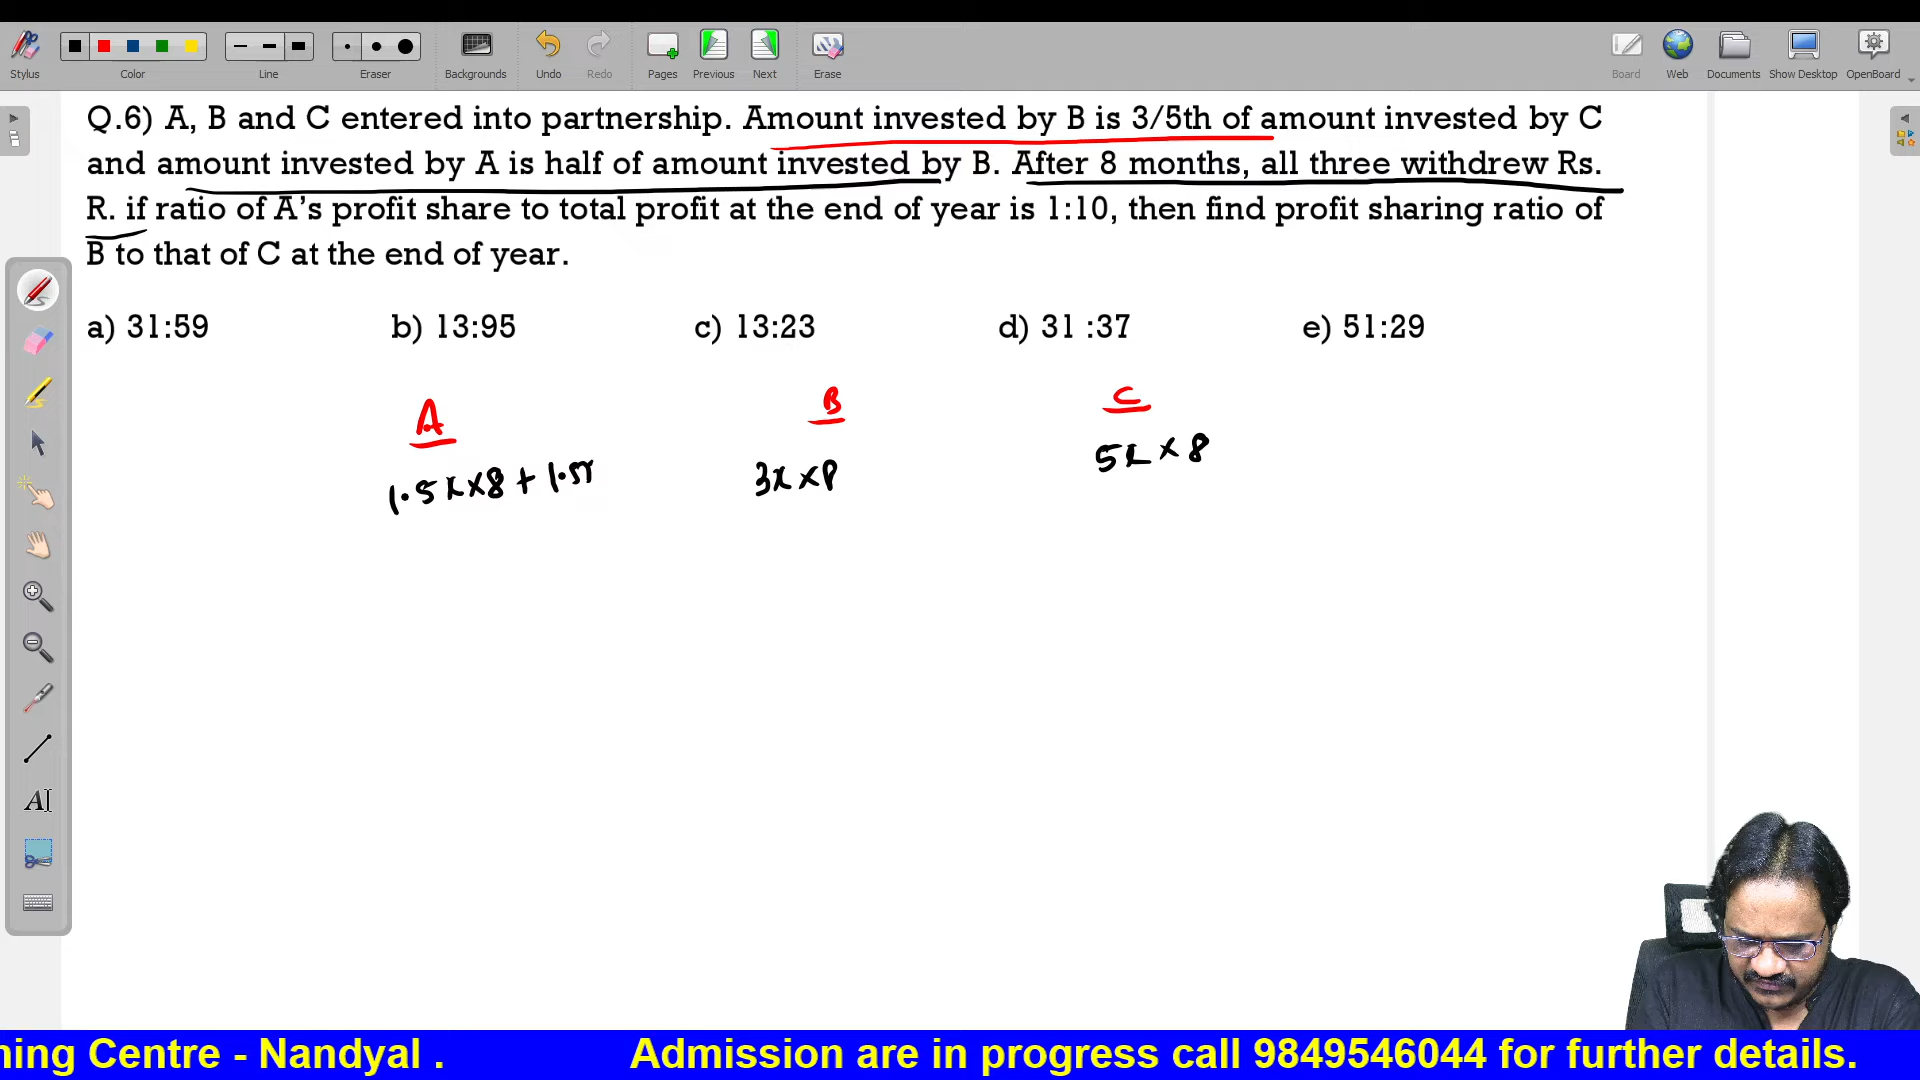 Stylus
Color
Line
Eraser
Backgrounds
Undo
Redo
Pages
Previous
Next
Erase
Board
Web
Documents
Show Desktop
OpenBoard
Q.6) A, B and C entered into partnership. Amount invested by B is 3/5th of amount invested by C
and amount invested by A is half of amount invested by B. After 8 months, all three withdrew Rs.
R. if ratio of A’s profit share to total profit at the end of year is 1:10, then find profit sharing ratio of
B to that of C at the end of year.
a) 31:59 b) 13:95 c) 13:23 d) 31 :37 e) 51:29
A B C
1.5x×8 + 1.5x 3x×8 5x×8
ning Centre - Nandyal . Admission are in progress call 9849546044 for further details.